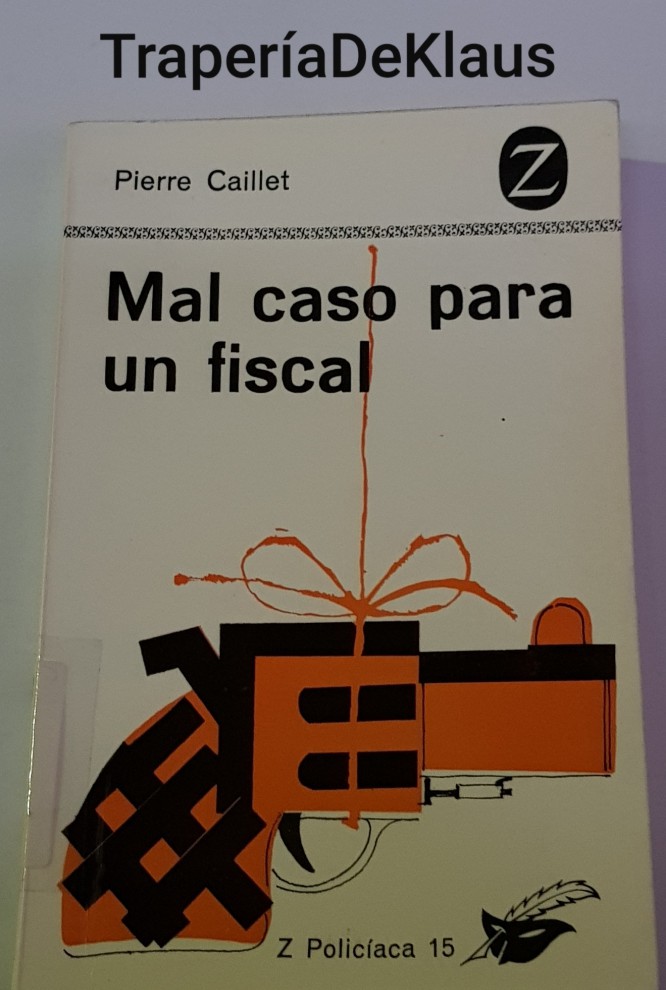 TraperíaDeKlaus
Pierre Caillet
Z
Mal caso para
un fiscal
Z Policíaca 15